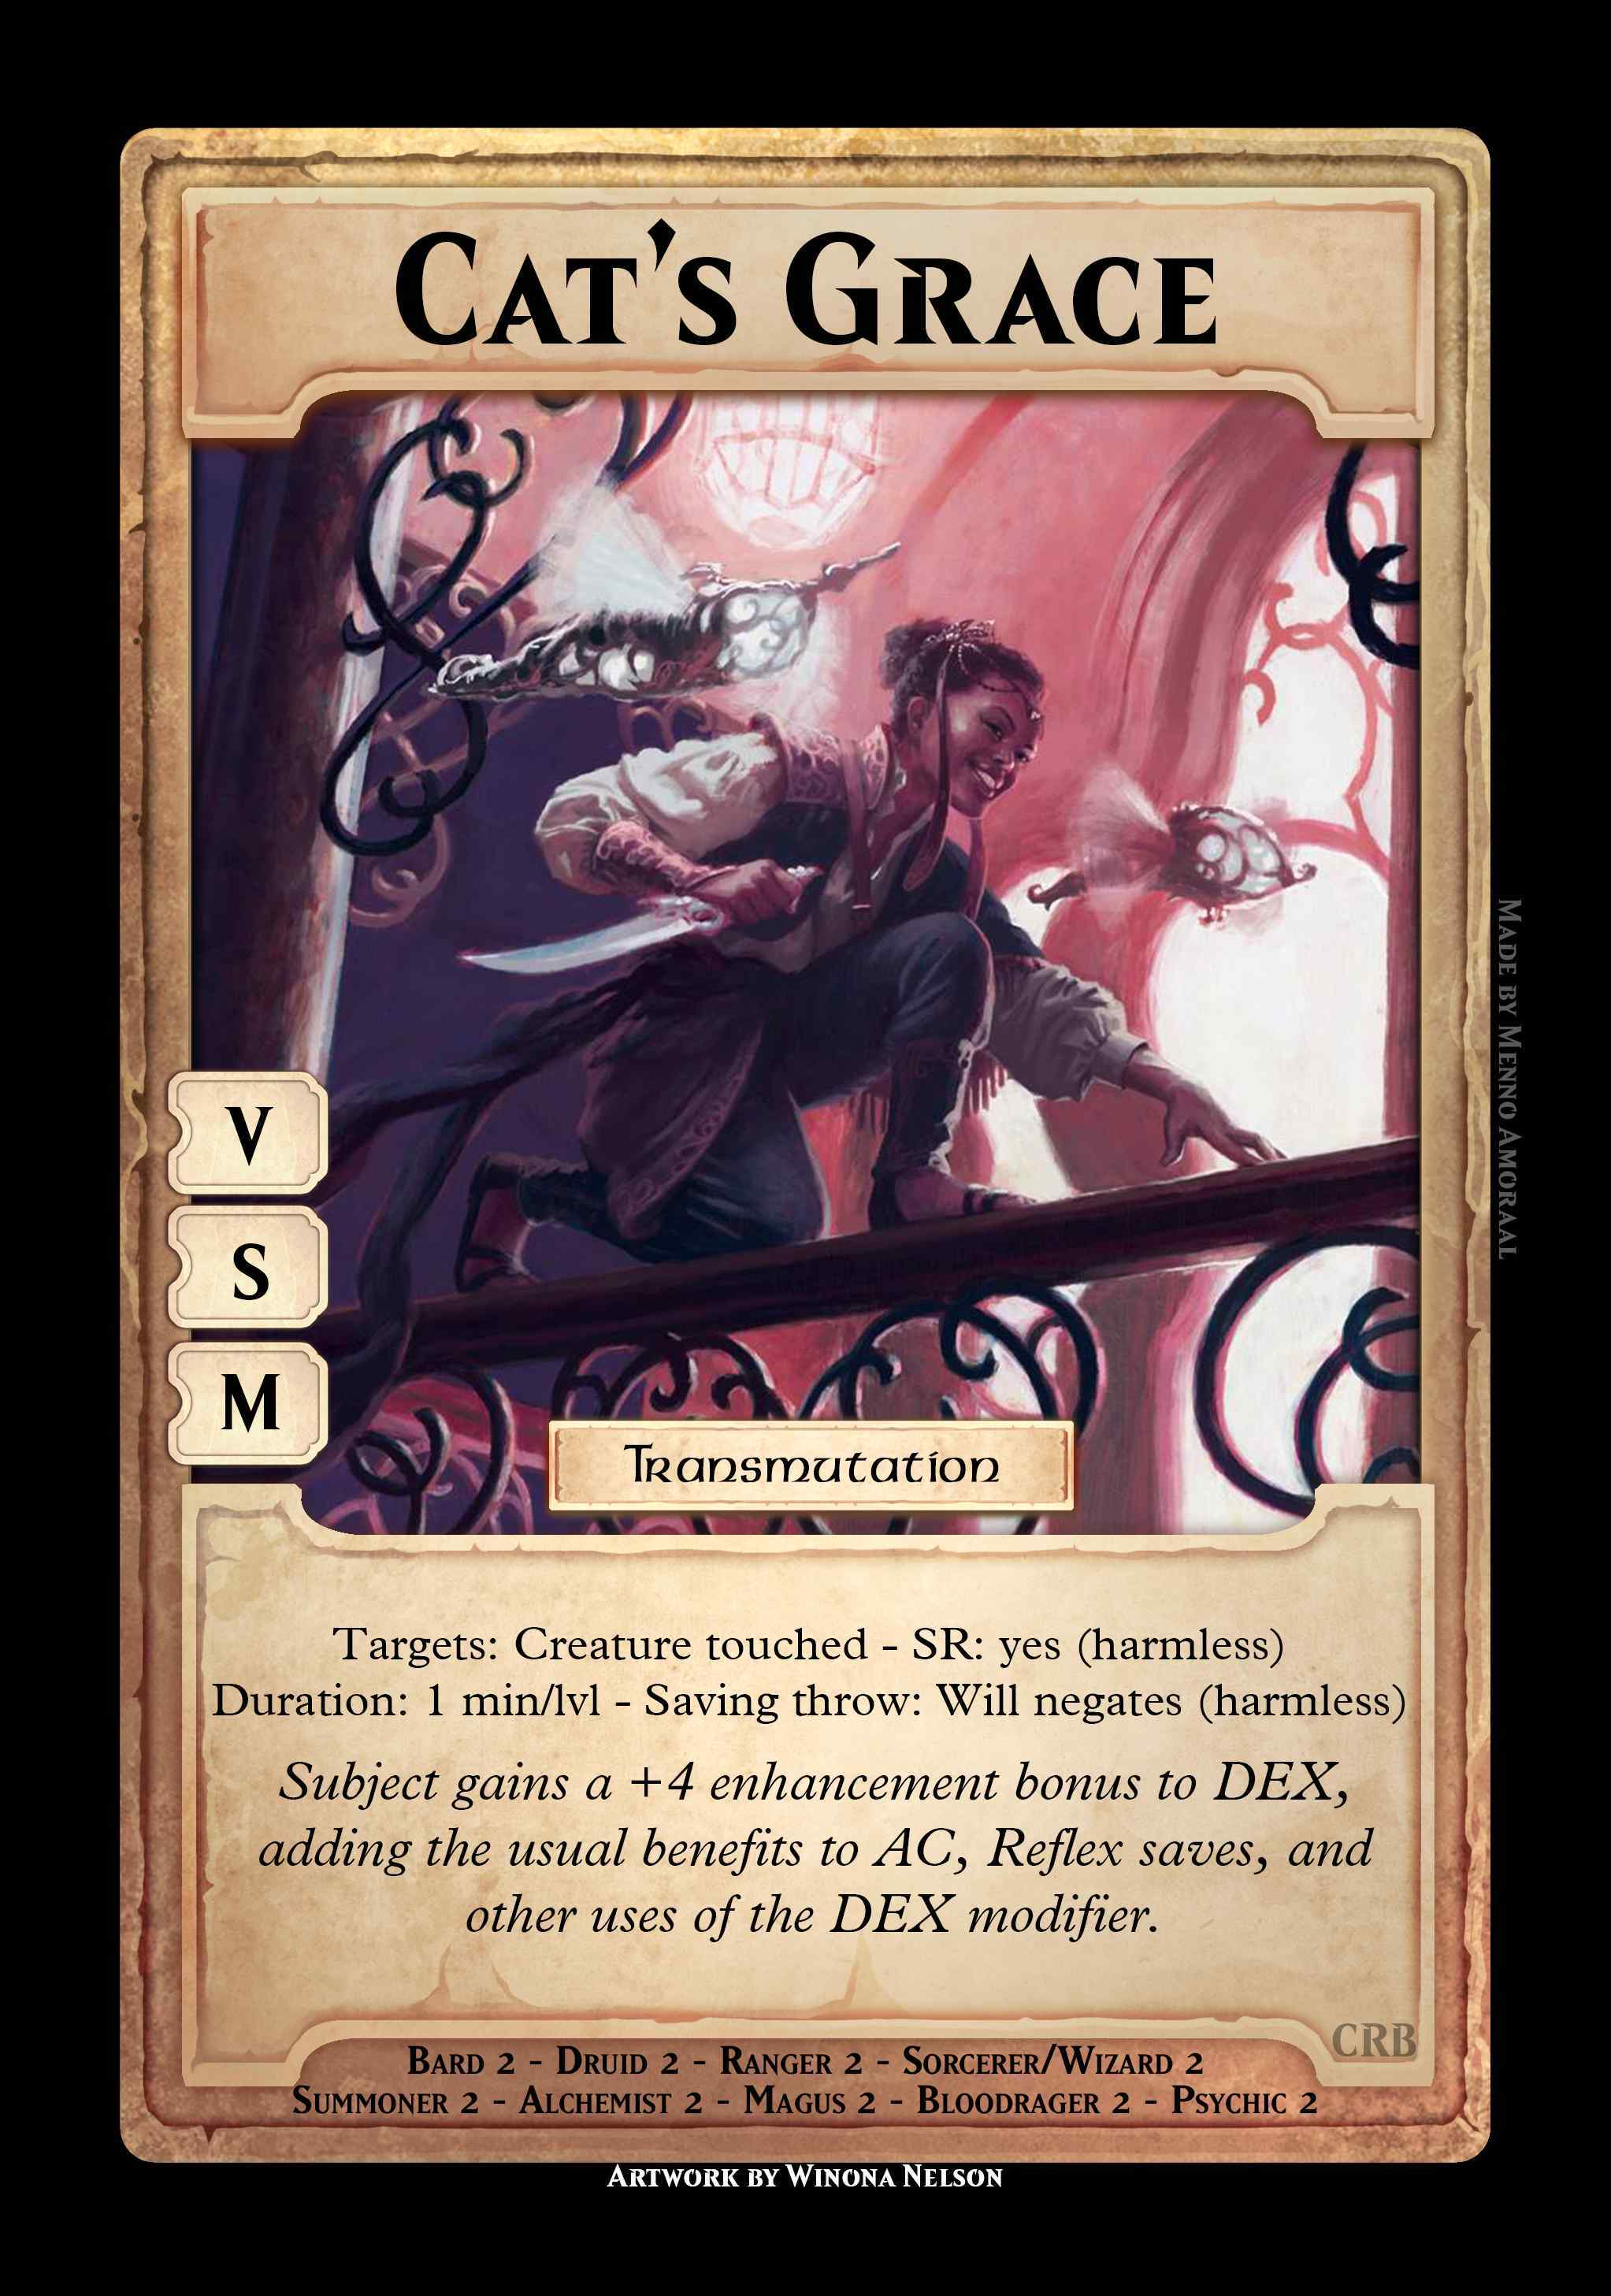 Cat's Grace
V
S
M
Transmutation
Targets: Creature touched - SR: yes (harmless)
Duration: 1 min/lvl - Saving throw: Will negates (harmless)
Subject gains a +4 enhancement bonus to DEX,
adding the usual benefits to AC, Reflex saves, and
other uses of the DEX modifier.
CRB
Bard 2 - Druid 2 - Ranger 2 - Sorcerer/Wizard 2
Summoner 2 - Alchemist 2 - Magus 2 - Bloodrager 2 - Psychic 2
Artwork by Winona Nelson
Made by Menno Amoraal